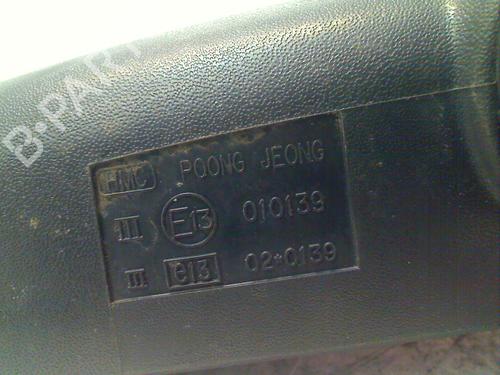 B-PARTS
HMC POONG JEONG
III E13 010139
III e13 02*0139